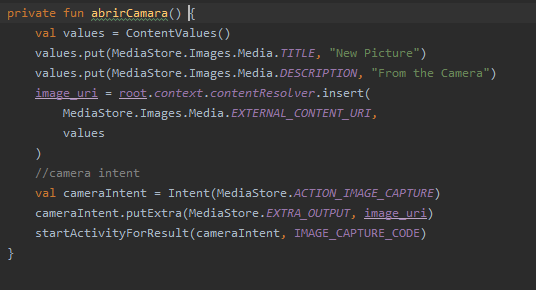 private fun abrirCamara() {
    val values = ContentValues()
    values.put(MediaStore.Images.Media.TITLE, "New Picture")
    values.put(MediaStore.Images.Media.DESCRIPTION, "From the Camera")
    image_uri = root.context.contentResolver.insert(
        MediaStore.Images.Media.EXTERNAL_CONTENT_URI,
        values
    )
    //camera intent
    val cameraIntent = Intent(MediaStore.ACTION_IMAGE_CAPTURE)
    cameraIntent.putExtra(MediaStore.EXTRA_OUTPUT, image_uri)
    startActivityForResult(cameraIntent, IMAGE_CAPTURE_CODE)
}